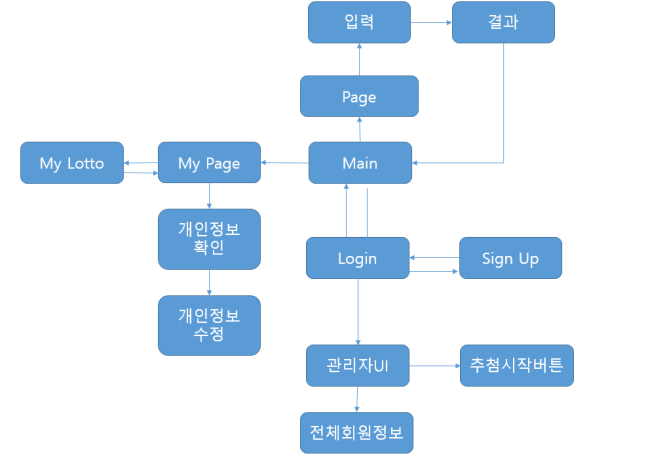 입력
결과
Page
My Lotto
My Page
Main
개인정보
확인
Login
Sign Up
개인정보
수정
관리자UI
추첨시작버튼
전체회원정보